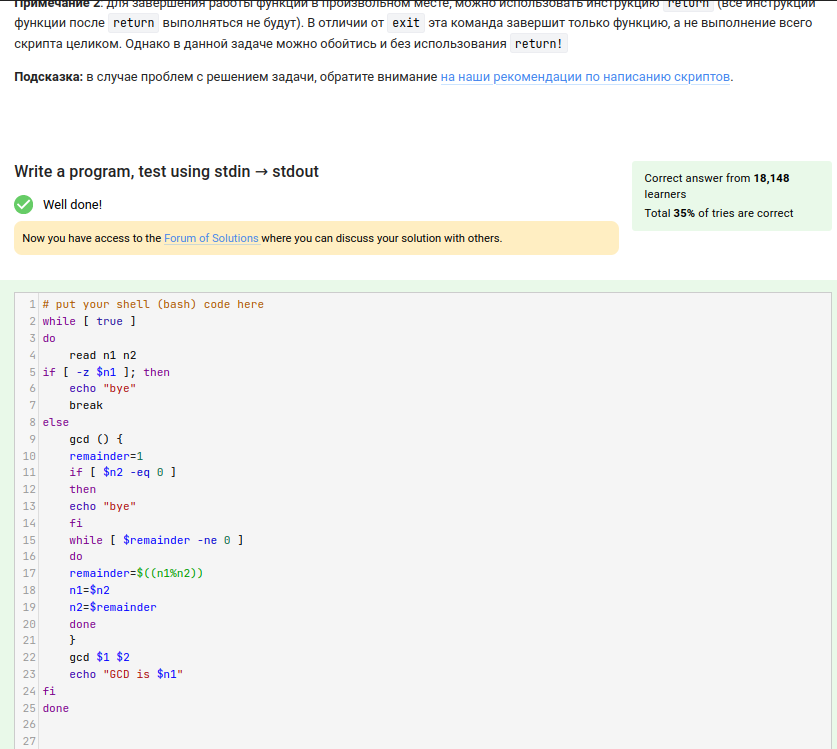 Примечание 2: для завершения работы функции в произвольном месте, можно использовать инструкцию return (все инструкции
функции после return выполняться не будут). В отличии от exit эта команда завершит только функцию, а не выполнение всего
скрипта целиком. Однако в данной задаче можно обойтись и без использования return!
Подсказка: в случае проблем с решением задачи, обратите внимание на наши рекомендации по написанию скриптов.
Write a program, test using stdin → stdout
Well done!
Now you have access to the Forum of Solutions where you can discuss your solution with others.
Correct answer from 18,148
learners
Total 35% of tries are correct
1 # put your shell (bash) code here
2 while [ true ]
3 do
4     read n1 n2
5 if [ -z $n1 ]; then
6     echo "bye"
7     break
8 else
9     gcd () {
10     remainder=1
11     if [ $n2 -eq 0 ]
12     then
13     echo "bye"
14     fi
15     while [ $remainder -ne 0 ]
16     do
17     remainder=$((n1%n2))
18     n1=$n2
19     n2=$remainder
20     done
21     }
22     gcd $1 $2
23     echo "GCD is $n1"
24 fi
25 done
26
27